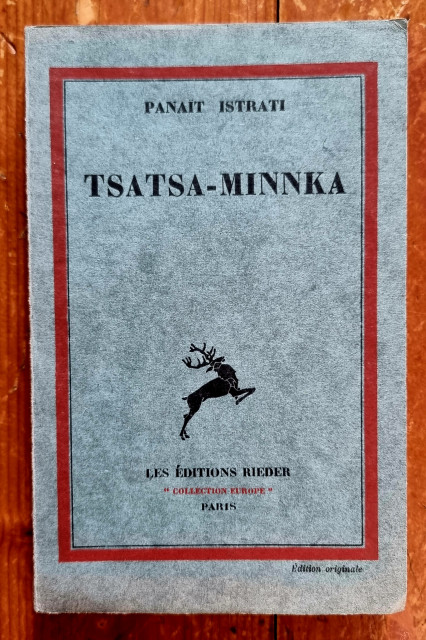 PANAIT ISTRATI
TSATSA-MINNKA
LES ÉDITIONS RIEDER
" COLLECTION EUROPE "
PARIS
Édition originale